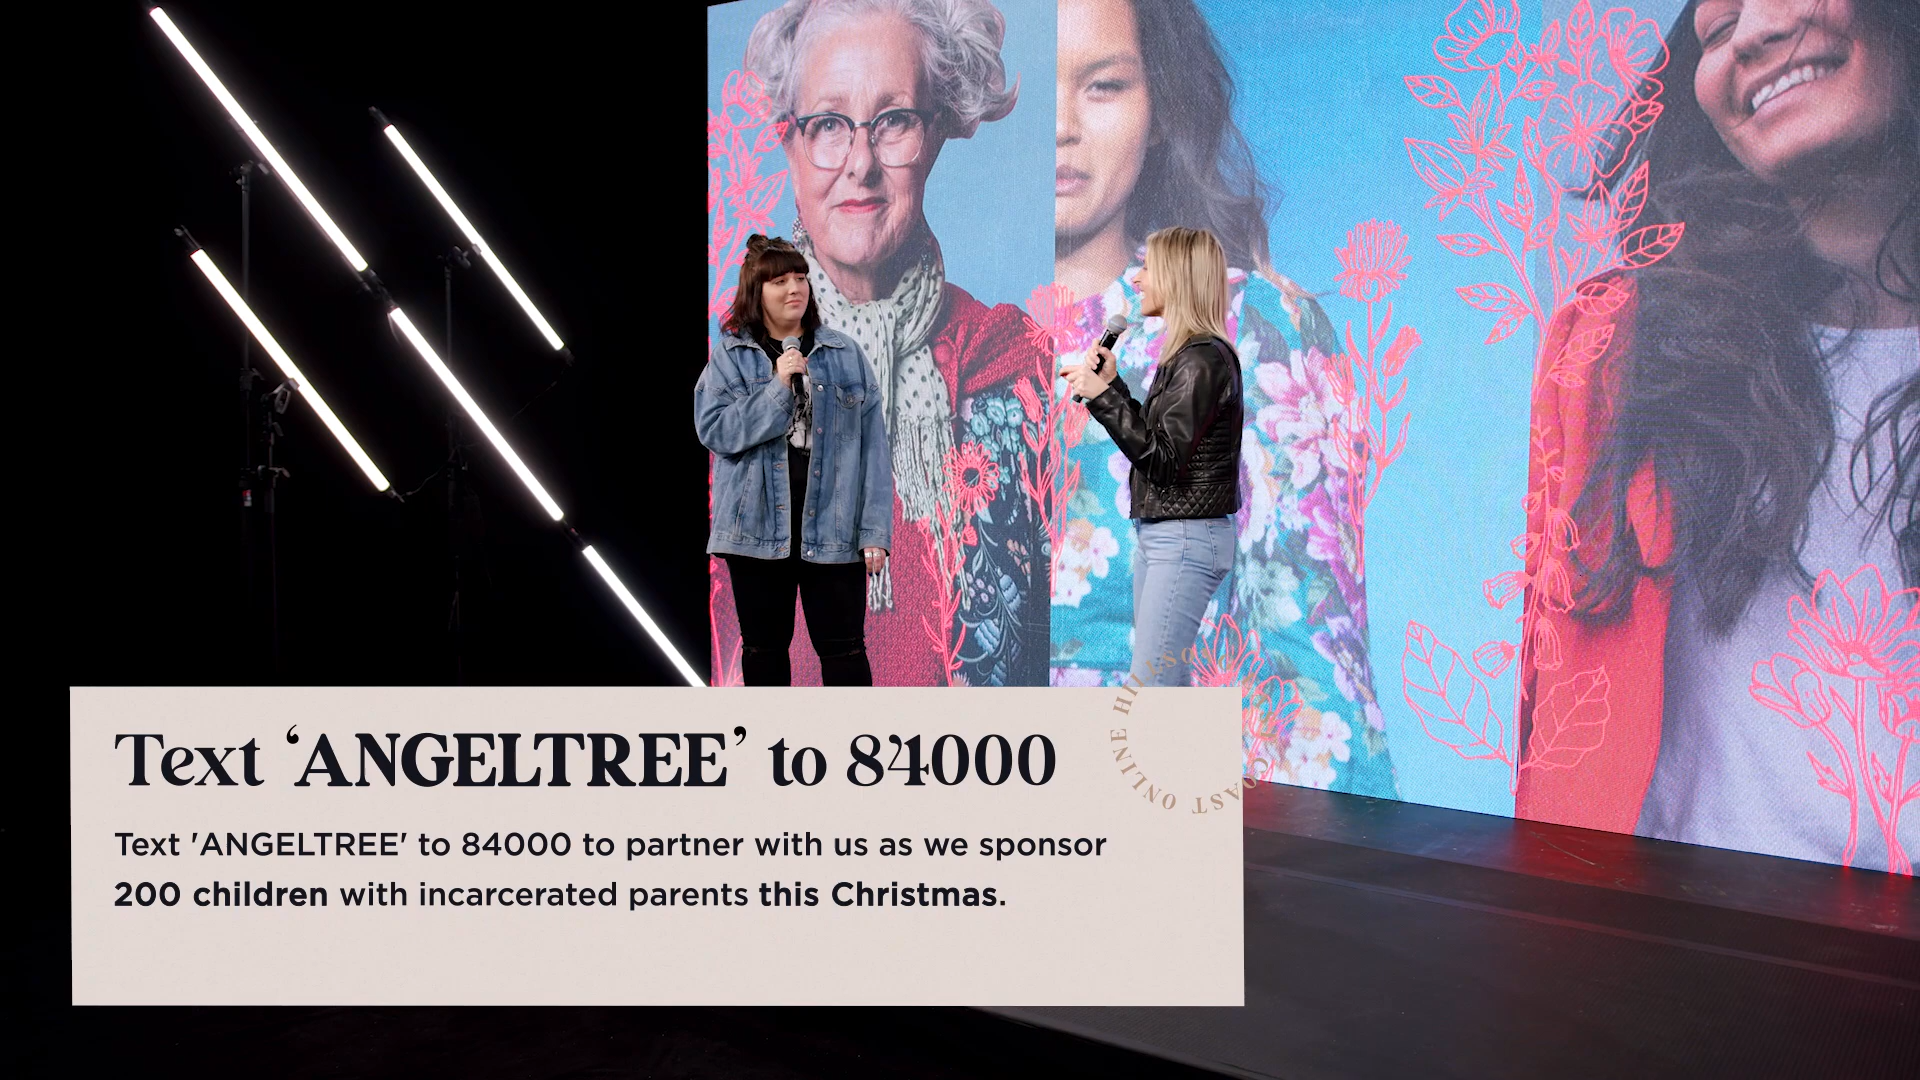 Text ‘ANGELTREE’ to 84000
Text 'ANGELTREE' to 84000 to partner with us as we sponsor
200 children with incarcerated parents this Christmas.
COAST ONLINE